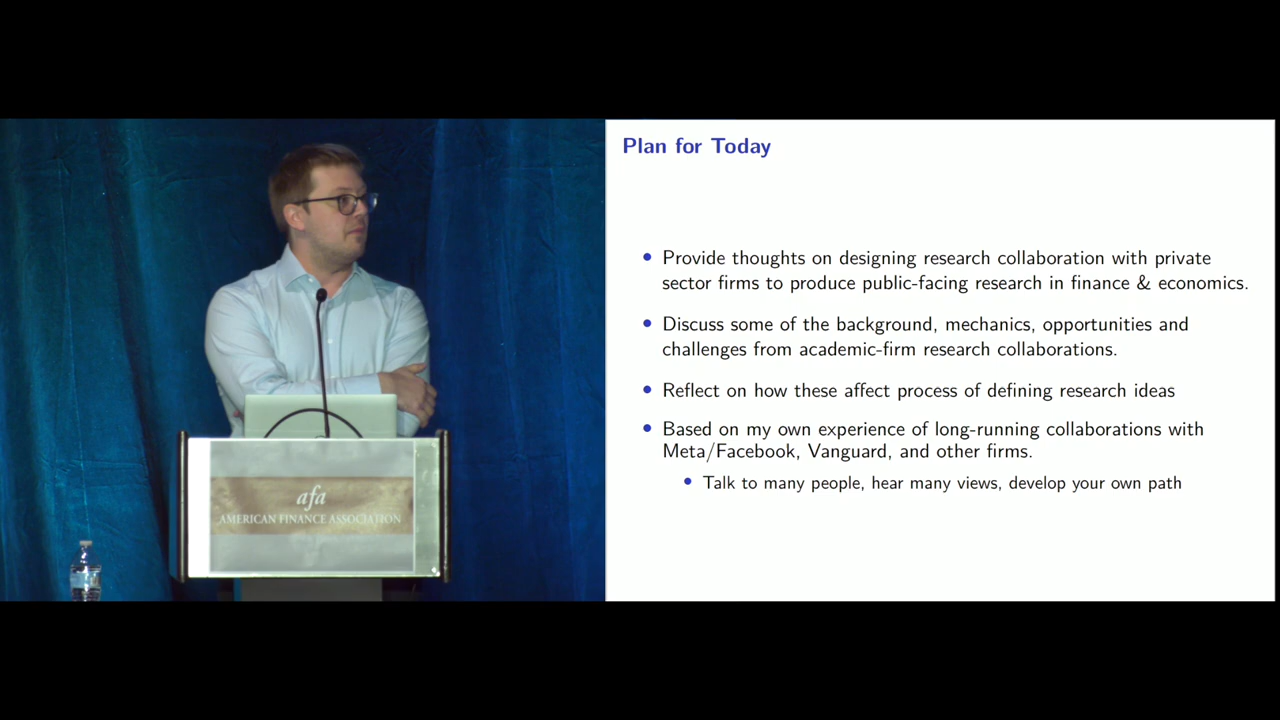 Plan for Today
Provide thoughts on designing research collaboration with private
sector firms to produce public-facing research in finance & economics.
Discuss some of the background, mechanics, opportunities and
challenges from academic-firm research collaborations.
Reflect on how these affect process of defining research ideas
Based on my own experience of long-running collaborations with
Meta/Facebook, Vanguard, and other firms.
Talk to many people, hear many views, develop your own path
afa
AMERICAN FINANCE ASSOCIATION